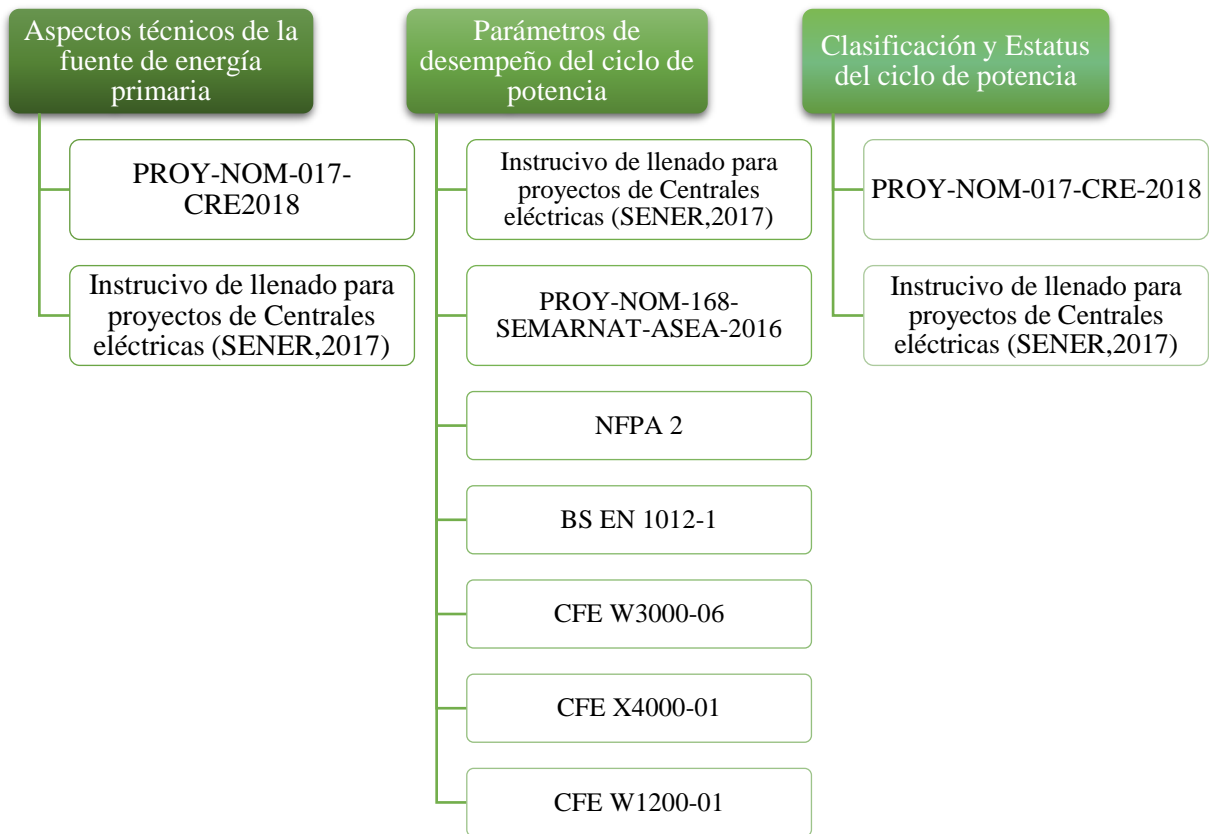 Aspectos técnicos de la
fuente de energía
primaria
PROY-NOM-017-
CRE2018
Instrucivo de llenado para
proyectos de Centrales
eléctricas (SENER,2017)
Parámetros de
desempeño del ciclo de
potencia
Instrucivo de llenado para
proyectos de Centrales
eléctricas (SENER,2017)
PROY-NOM-168-
SEMARNAT-ASEA-2016
NFPA 2
BS EN 1012-1
CFE W3000-06
CFE X4000-01
CFE W1200-01
Clasificación y Estatus
del ciclo de potencia
PROY-NOM-017-CRE-2018
Instrucivo de llenado para
proyectos de Centrales
eléctricas (SENER,2017)